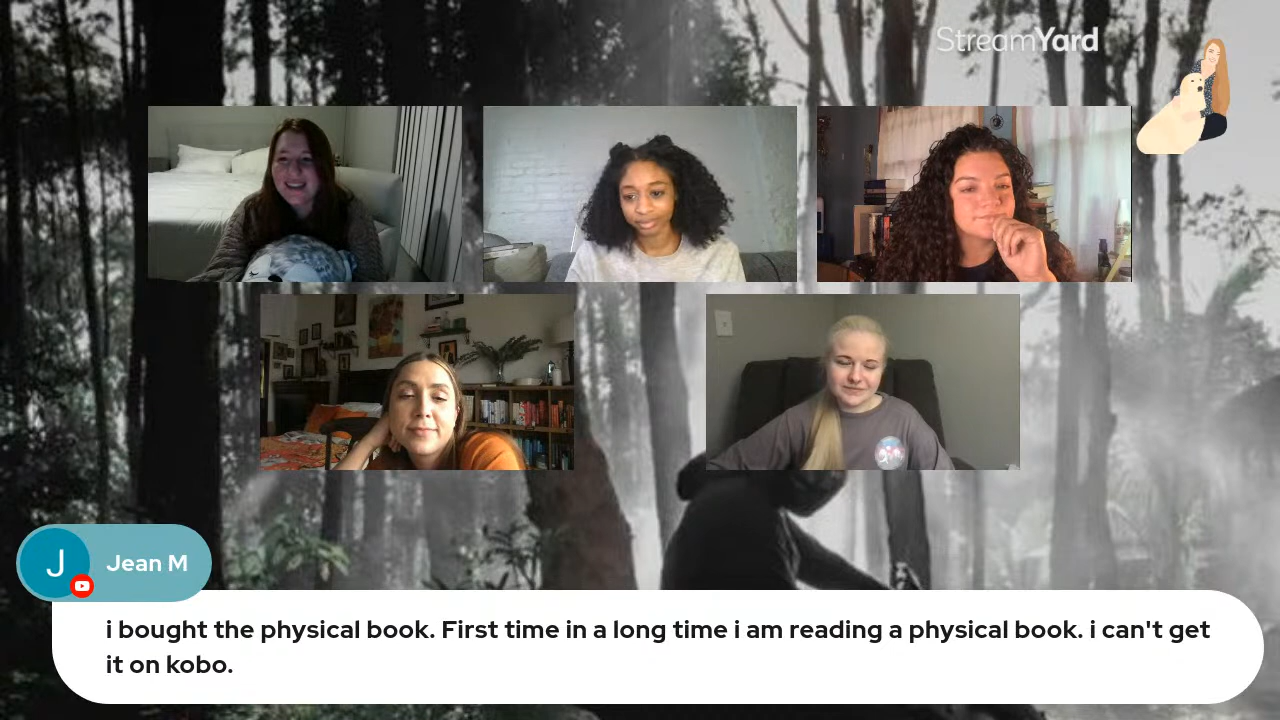 StreamYard
J
Jean M
i bought the physical book. First time in a long time i am reading a physical book. i can't get
it on kobo.